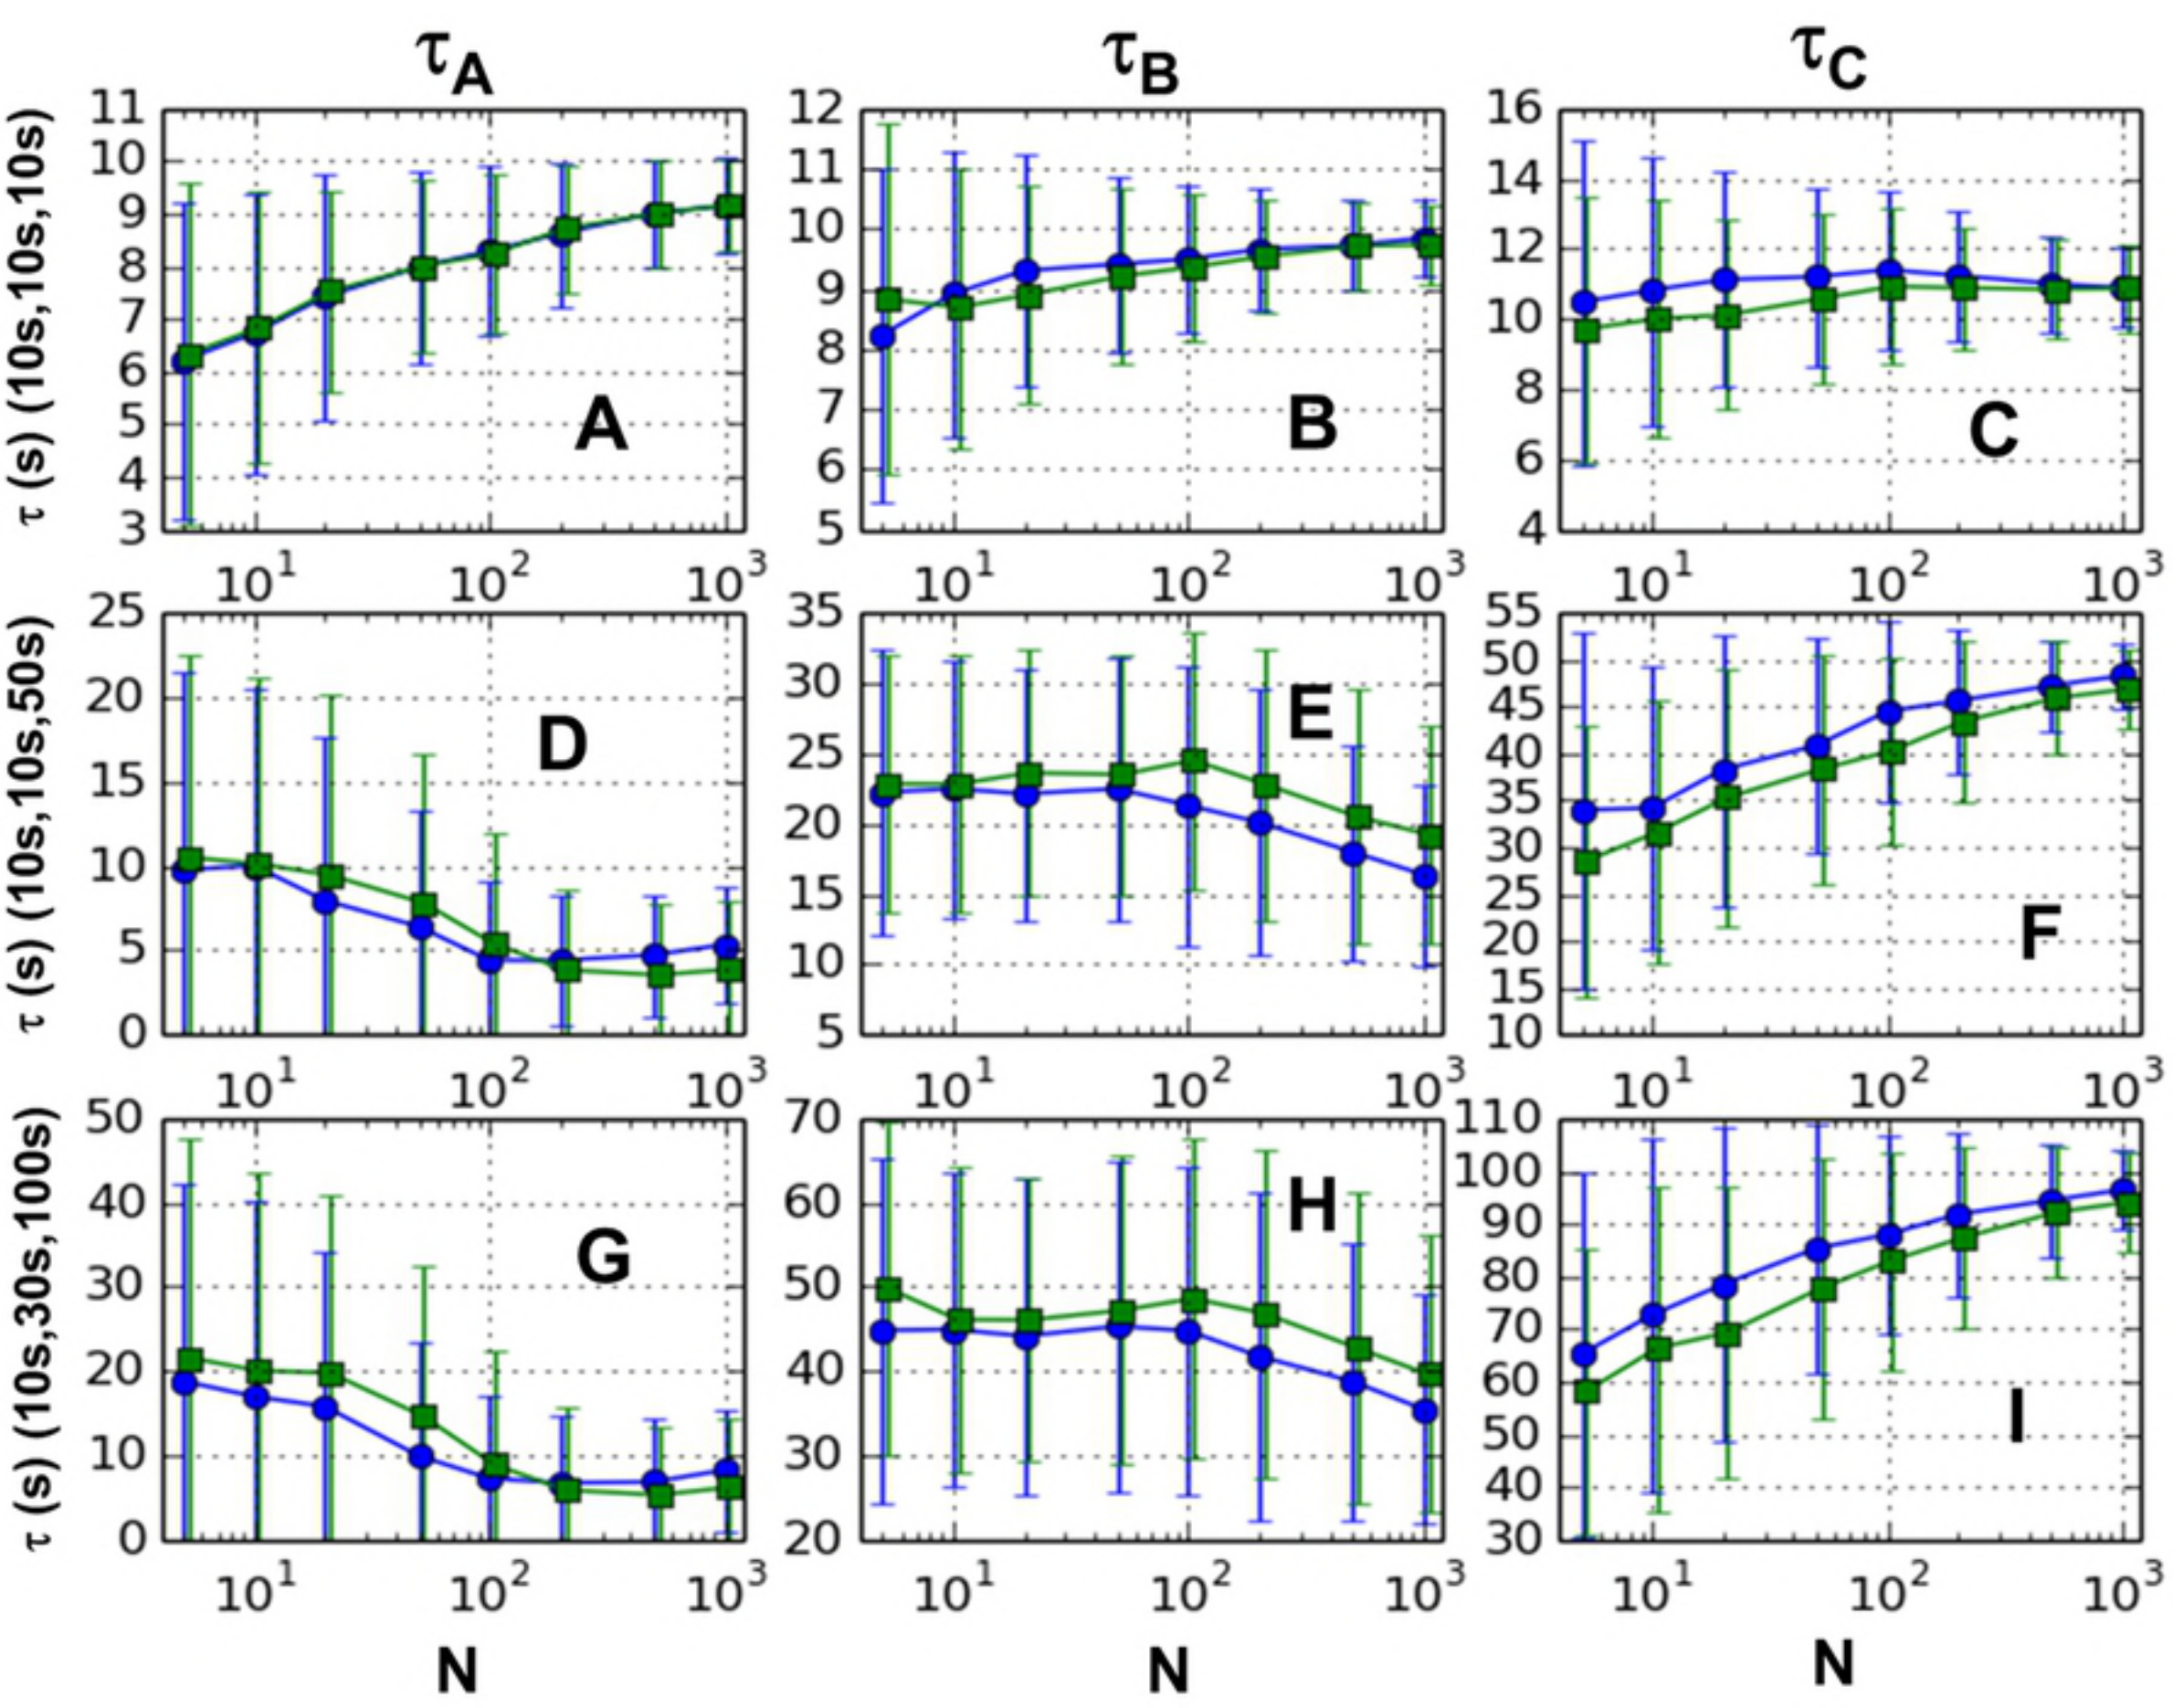 τA τB τC
τ (s) (10s,10s,10s)
11 10 9 8 7 6 5 4 3
A
10¹ 10² 10³
12 11 10 9 8 7 6 5
B
10¹ 10² 10³
16 14 12 10 8 6 4
C
10¹ 10² 10³
τ (s) (10s,10s,50s)
25 20 15 10 5 0
D
10¹ 10² 10³
35 30 25 20 15 10 5
E
10¹ 10² 10³
55 50 45 40 35 30 25 20 15 10
F
10¹ 10² 10³
τ (s) (10s,30s,100s)
50 40 30 20 10 0
G
10¹ 10² 10³
70 60 50 40 30 20
H
10¹ 10² 10³
110 100 90 80 70 60 50 40 30
I
10¹ 10² 10³
N N N